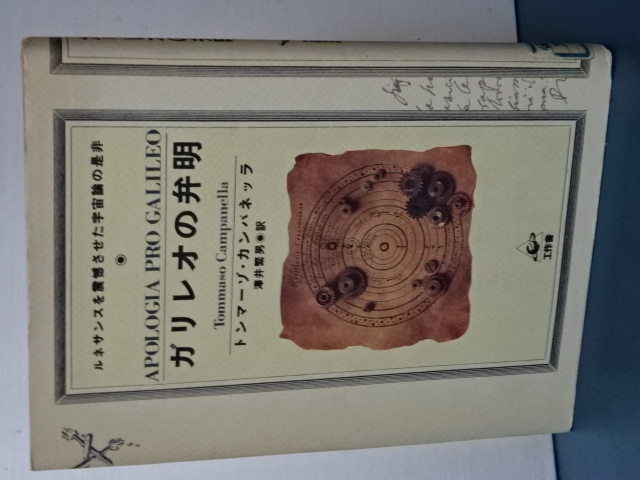 ルネサンスを震憾させた宇宙論の是非
APOLOGIA PRO GALILEO
ガリレオの弁明
Tommaso Campanella
トンマーゾ・カンパネッラ
澤井繁男◉訳
工作舎